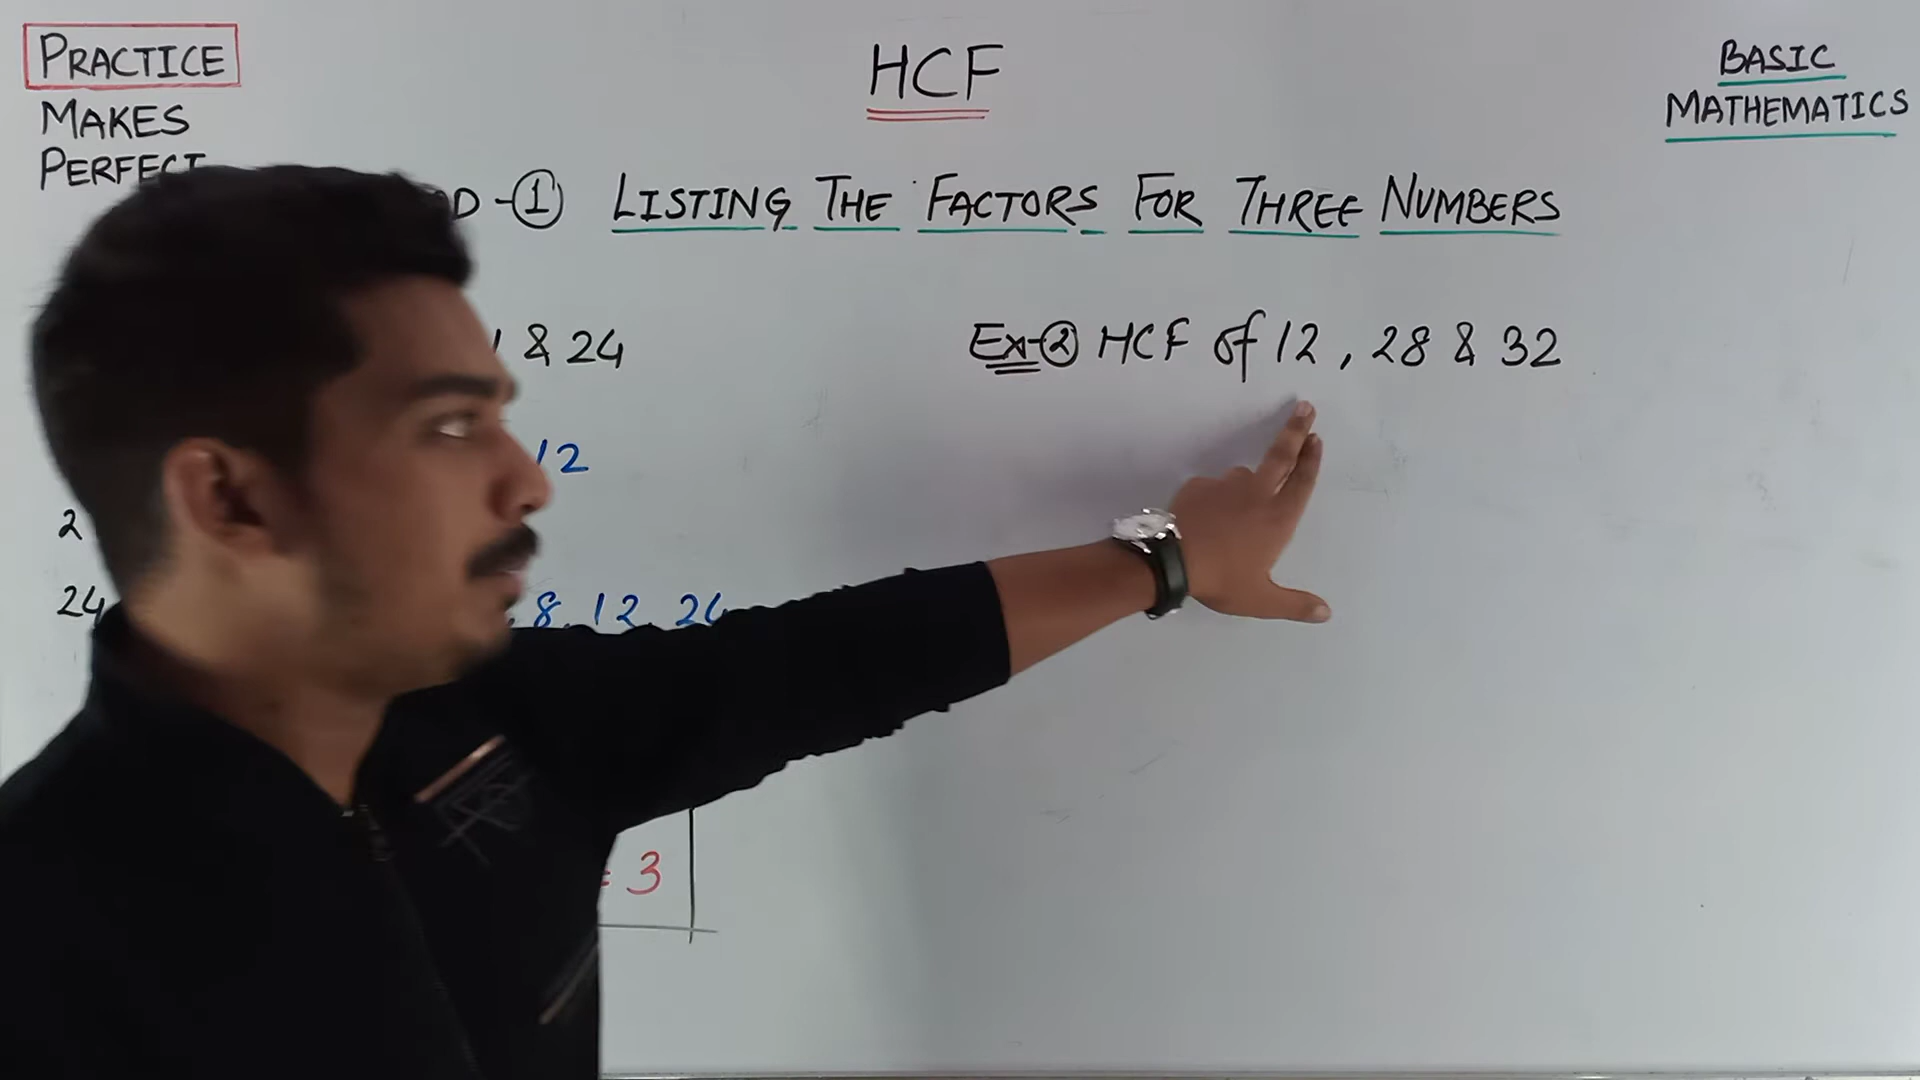 PRACTICE
MAKES
PERFECT
HCF
BASIC
MATHEMATICS
D - ① LISTING THE FACTORS FOR THREE NUMBERS
& 24
12
2
24 8, 12, 24
= 3
Ex-② HCF of 12, 28 & 32